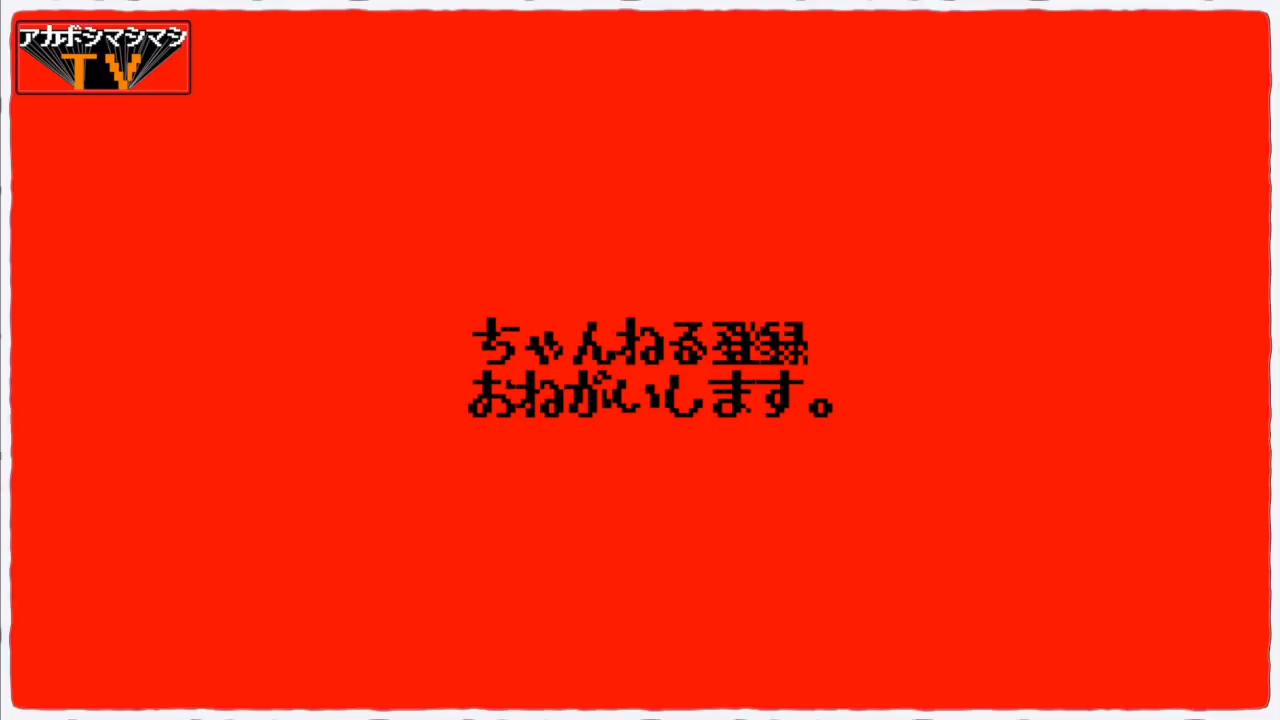 アカボシマシマシ
TV
ちゃんねる登録
おねがいします。